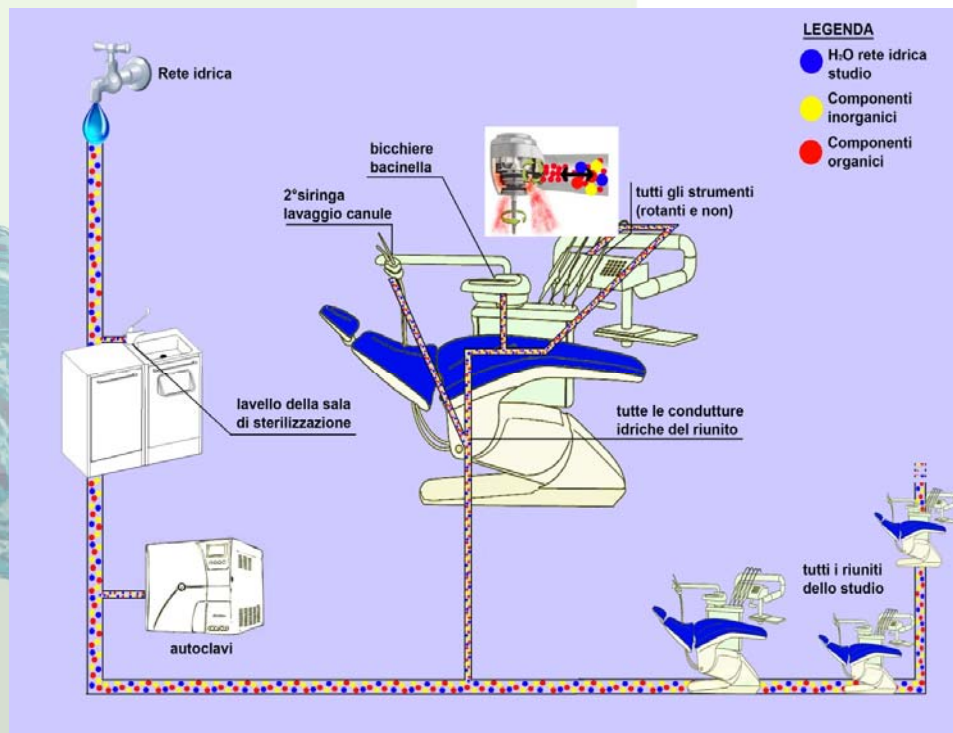 Rete idrica
LEGENDA
H₂O rete idrica
studio
Componenti
inorganici
Componenti
organici
bicchiere
bacinella
2°siringa
lavaggio canule
tutti gli strumenti
(rotanti e non)
lavello della sala
di sterilizzazione
tutte le condutture
idriche del riunito
autoclavi
tutti i riuniti
dello studio